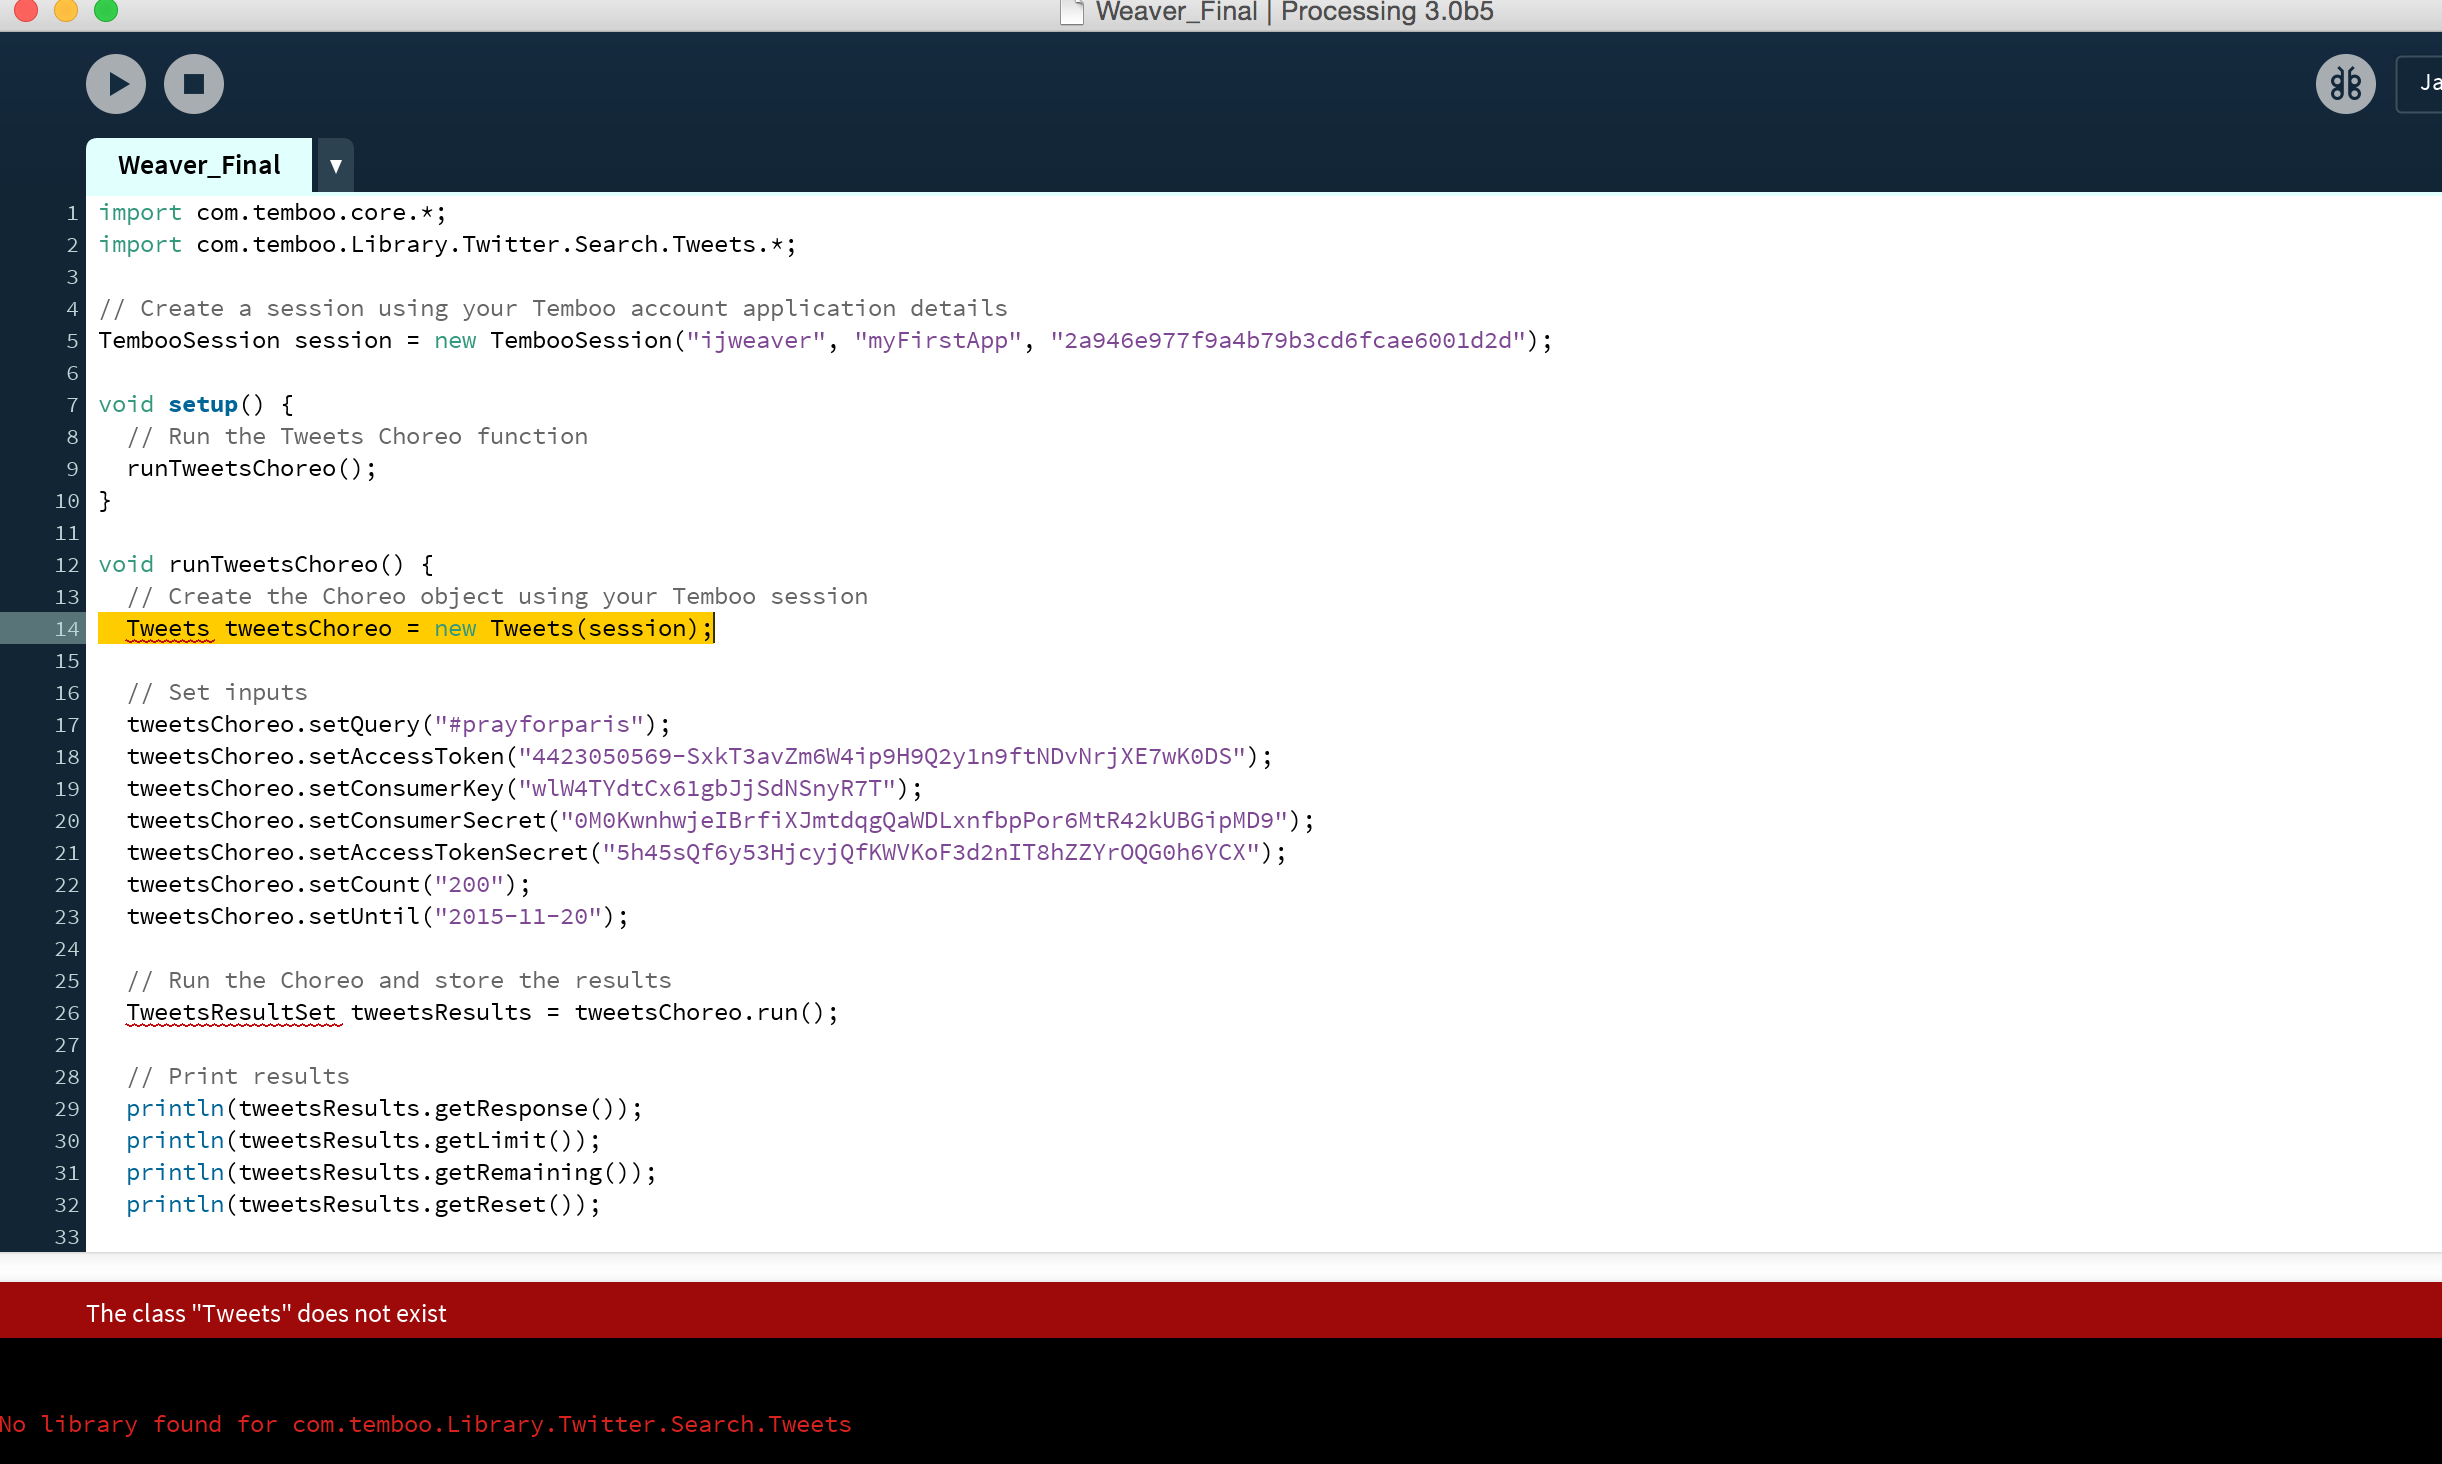 Weaver_Final | Processing 3.0b5
Ja
Weaver_Final ▼
1 import com.temboo.core.*;
2 import com.temboo.Library.Twitter.Search.Tweets.*;
3
4 // Create a session using your Temboo account application details
5 TembooSession session = new TembooSession("ijweaver", "myFirstApp", "2a946e977f9a4b79b3cd6fcae6001d2d");
6
7 void setup() {
8 // Run the Tweets Choreo function
9 runTweetsChoreo();
10 }
11
12 void runTweetsChoreo() {
13 // Create the Choreo object using your Temboo session
14 Tweets tweetsChoreo = new Tweets(session);
15
16 // Set inputs
17 tweetsChoreo.setQuery("#prayforparis");
18 tweetsChoreo.setAccessToken("4423050569-SxkT3avZm6W4ip9H9Q2y1n9ftNDvNrjXE7wK0DS");
19 tweetsChoreo.setConsumerKey("wlW4TYdtCx61gbJjSdNSnyR7T");
20 tweetsChoreo.setConsumerSecret("0M0KwnhwjeIBrfiXJmtdqgQaWDLxnfbpPor6MtR42kUBGipMD9");
21 tweetsChoreo.setAccessTokenSecret("5h45sQf6y53HjcyjQfKWVKoF3d2nIT8hZZYrOQG0h6YCX");
22 tweetsChoreo.setCount("200");
23 tweetsChoreo.setUntil("2015-11-20");
24
25 // Run the Choreo and store the results
26 TweetsResultSet tweetsResults = tweetsChoreo.run();
27
28 // Print results
29 println(tweetsResults.getResponse());
30 println(tweetsResults.getLimit());
31 println(tweetsResults.getRemaining());
32 println(tweetsResults.getReset());
33
The class "Tweets" does not exist
No library found for com.temboo.Library.Twitter.Search.Tweets